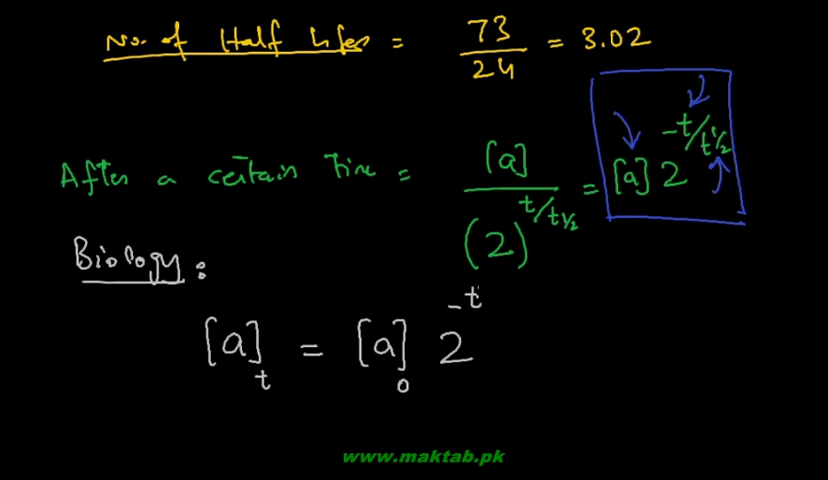 No. of Half lifes = 73/24 = 3.02
After a certain Time = [a]/(2)^t/t½ = [a] 2^-t/t½
Biology:
[a]t = [a]0 2^-t
www.maktab.pk